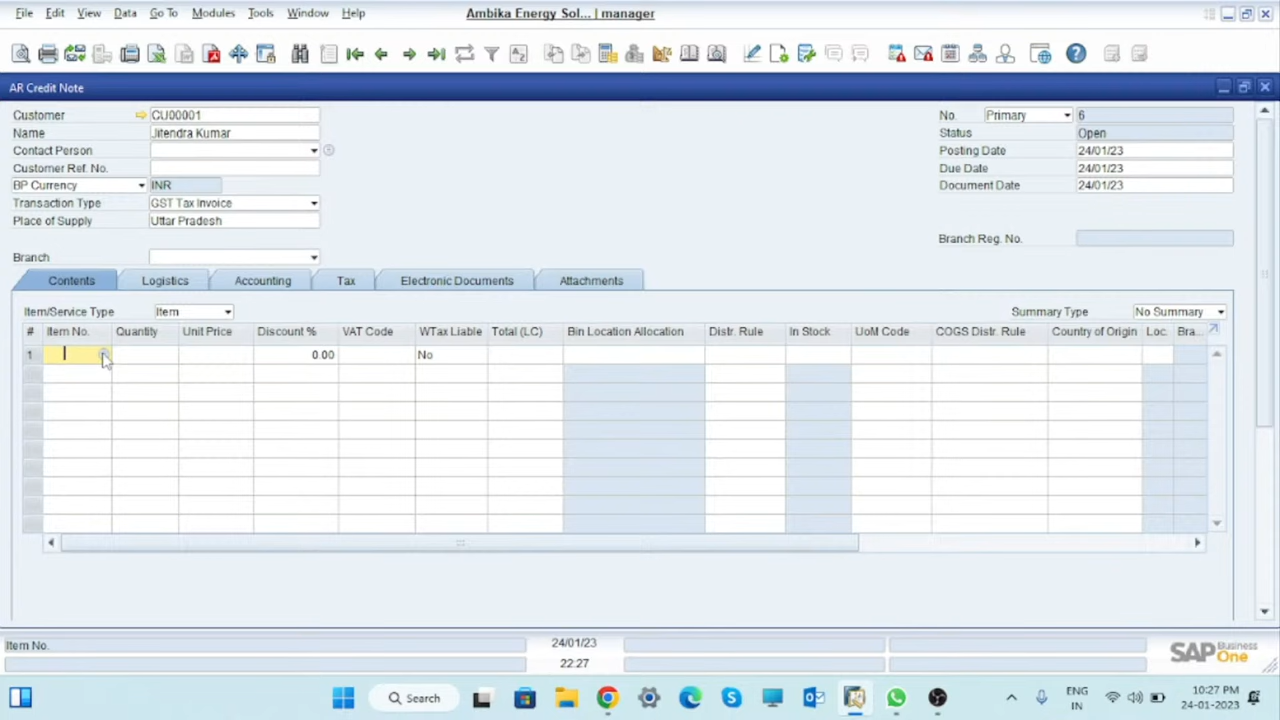 File Edit View Data Go To Modules Tools Window Help Ambika Energy Sol... | manager
AR Credit Note
Customer CU00001 No. Primary 6
Name Jitendra Kumar Status Open
Contact Person Posting Date 24/01/23
Customer Ref. No. Due Date 24/01/23
BP Currency INR Document Date 24/01/23
Transaction Type GST Tax Invoice
Place of Supply Uttar Pradesh
Branch Reg. No.
Branch
Contents Logistics Accounting Tax Electronic Documents Attachments
Item/Service Type Item Summary Type No Summary
# Item No. Quantity Unit Price Discount % VAT Code WTax Liable Total (LC) Bin Location Allocation Distr. Rule In Stock UoM Code COGS Distr. Rule Country of Origin Loc. Bra...
1 0.00 No
Item No. 24/01/23
22:27
SAP Business One
Search
ENG 10:27 PM
IN 24-01-2023